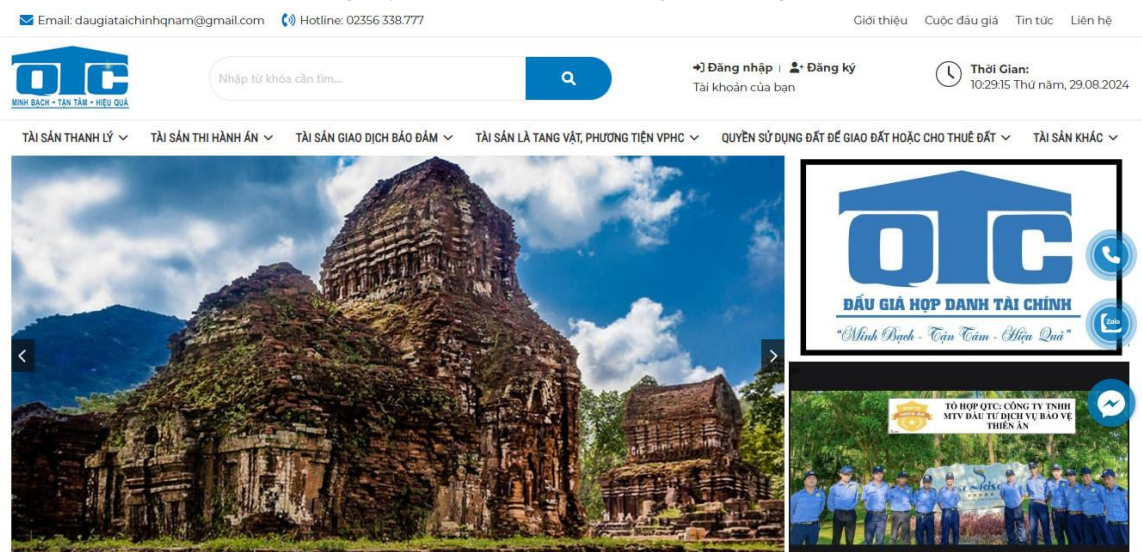 Email: daugiataichinhqnam@gmail.com
Hotline: 02356 338.777
Giới thiệu Cuộc đấu giá Tin tức Liên hệ
QTC
MINH BẠCH • TẬN TÂM • HIỆU QUẢ
Nhập từ khóa cần tìm...
Đăng nhập | Đăng ký
Tài khoản của bạn
Thời Gian:
10:29:15 Thứ năm, 29.08.2024
TÀI SẢN THANH LÝ TÀI SẢN THI HÀNH ÁN TÀI SẢN GIAO DỊCH BẢO ĐẢM TÀI SẢN LÀ TANG VẬT, PHƯƠNG TIỆN VPHC QUYỀN SỬ DỤNG ĐẤT ĐỂ GIAO ĐẤT HOẶC CHO THUÊ ĐẤT TÀI SẢN KHÁC
QTC
ĐẤU GIÁ HỢP DANH TÀI CHÍNH
“Minh Bạch - Tận Tâm - Hiệu Quả”
Zalo
TỔ HỢP QTC: CÔNG TY TNHH
MTV ĐẦU TƯ DỊCH VỤ BẢO VỆ
THIÊN ÂN